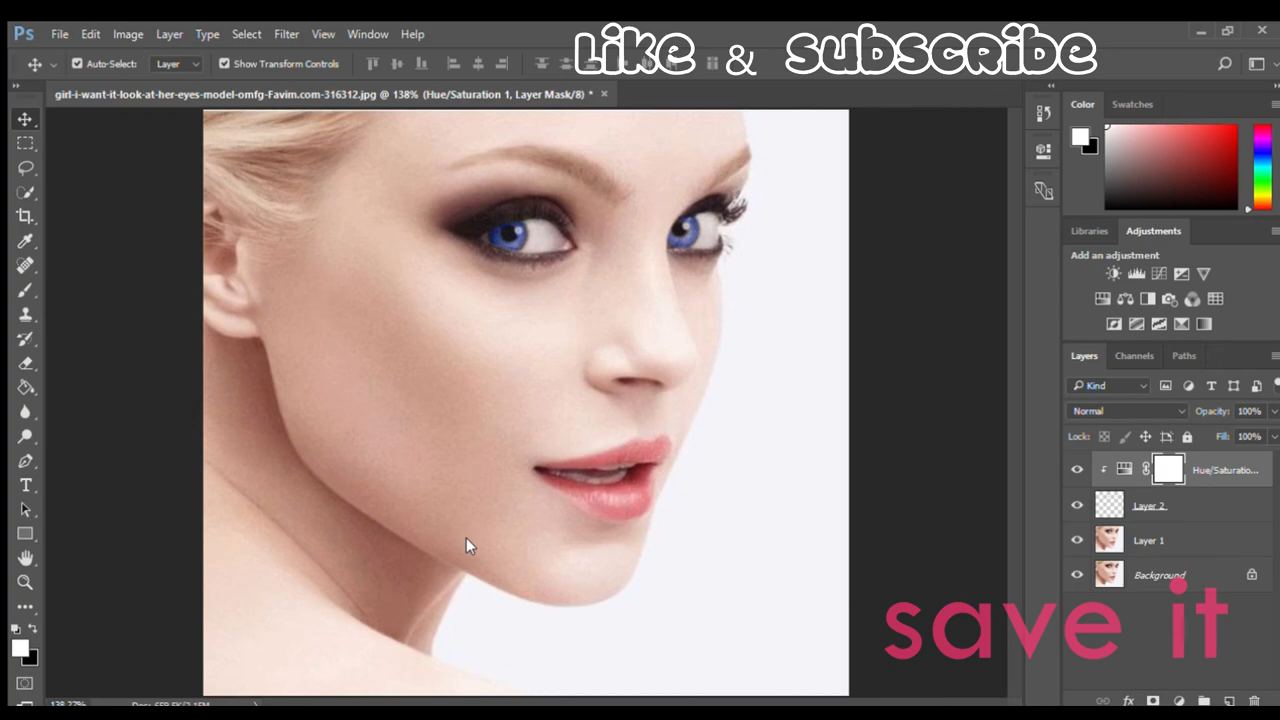 Like & Subscribe
Ps File Edit Image Layer Type Select Filter View Window Help
Auto-Select: Layer Show Transform Controls
girl-i-want-it-look-at-her-eyes-model-omfg-Favim.com-316312.jpg @ 138% (Hue/Saturation 1, Layer Mask/8) *
Color Swatches
Libraries Adjustments
Add an adjustment
Layers Channels Paths
Kind
Normal Opacity: 100%
Lock: Fill: 100%
Hue/Saturatio...
Layer 2
Layer 1
Background
save it